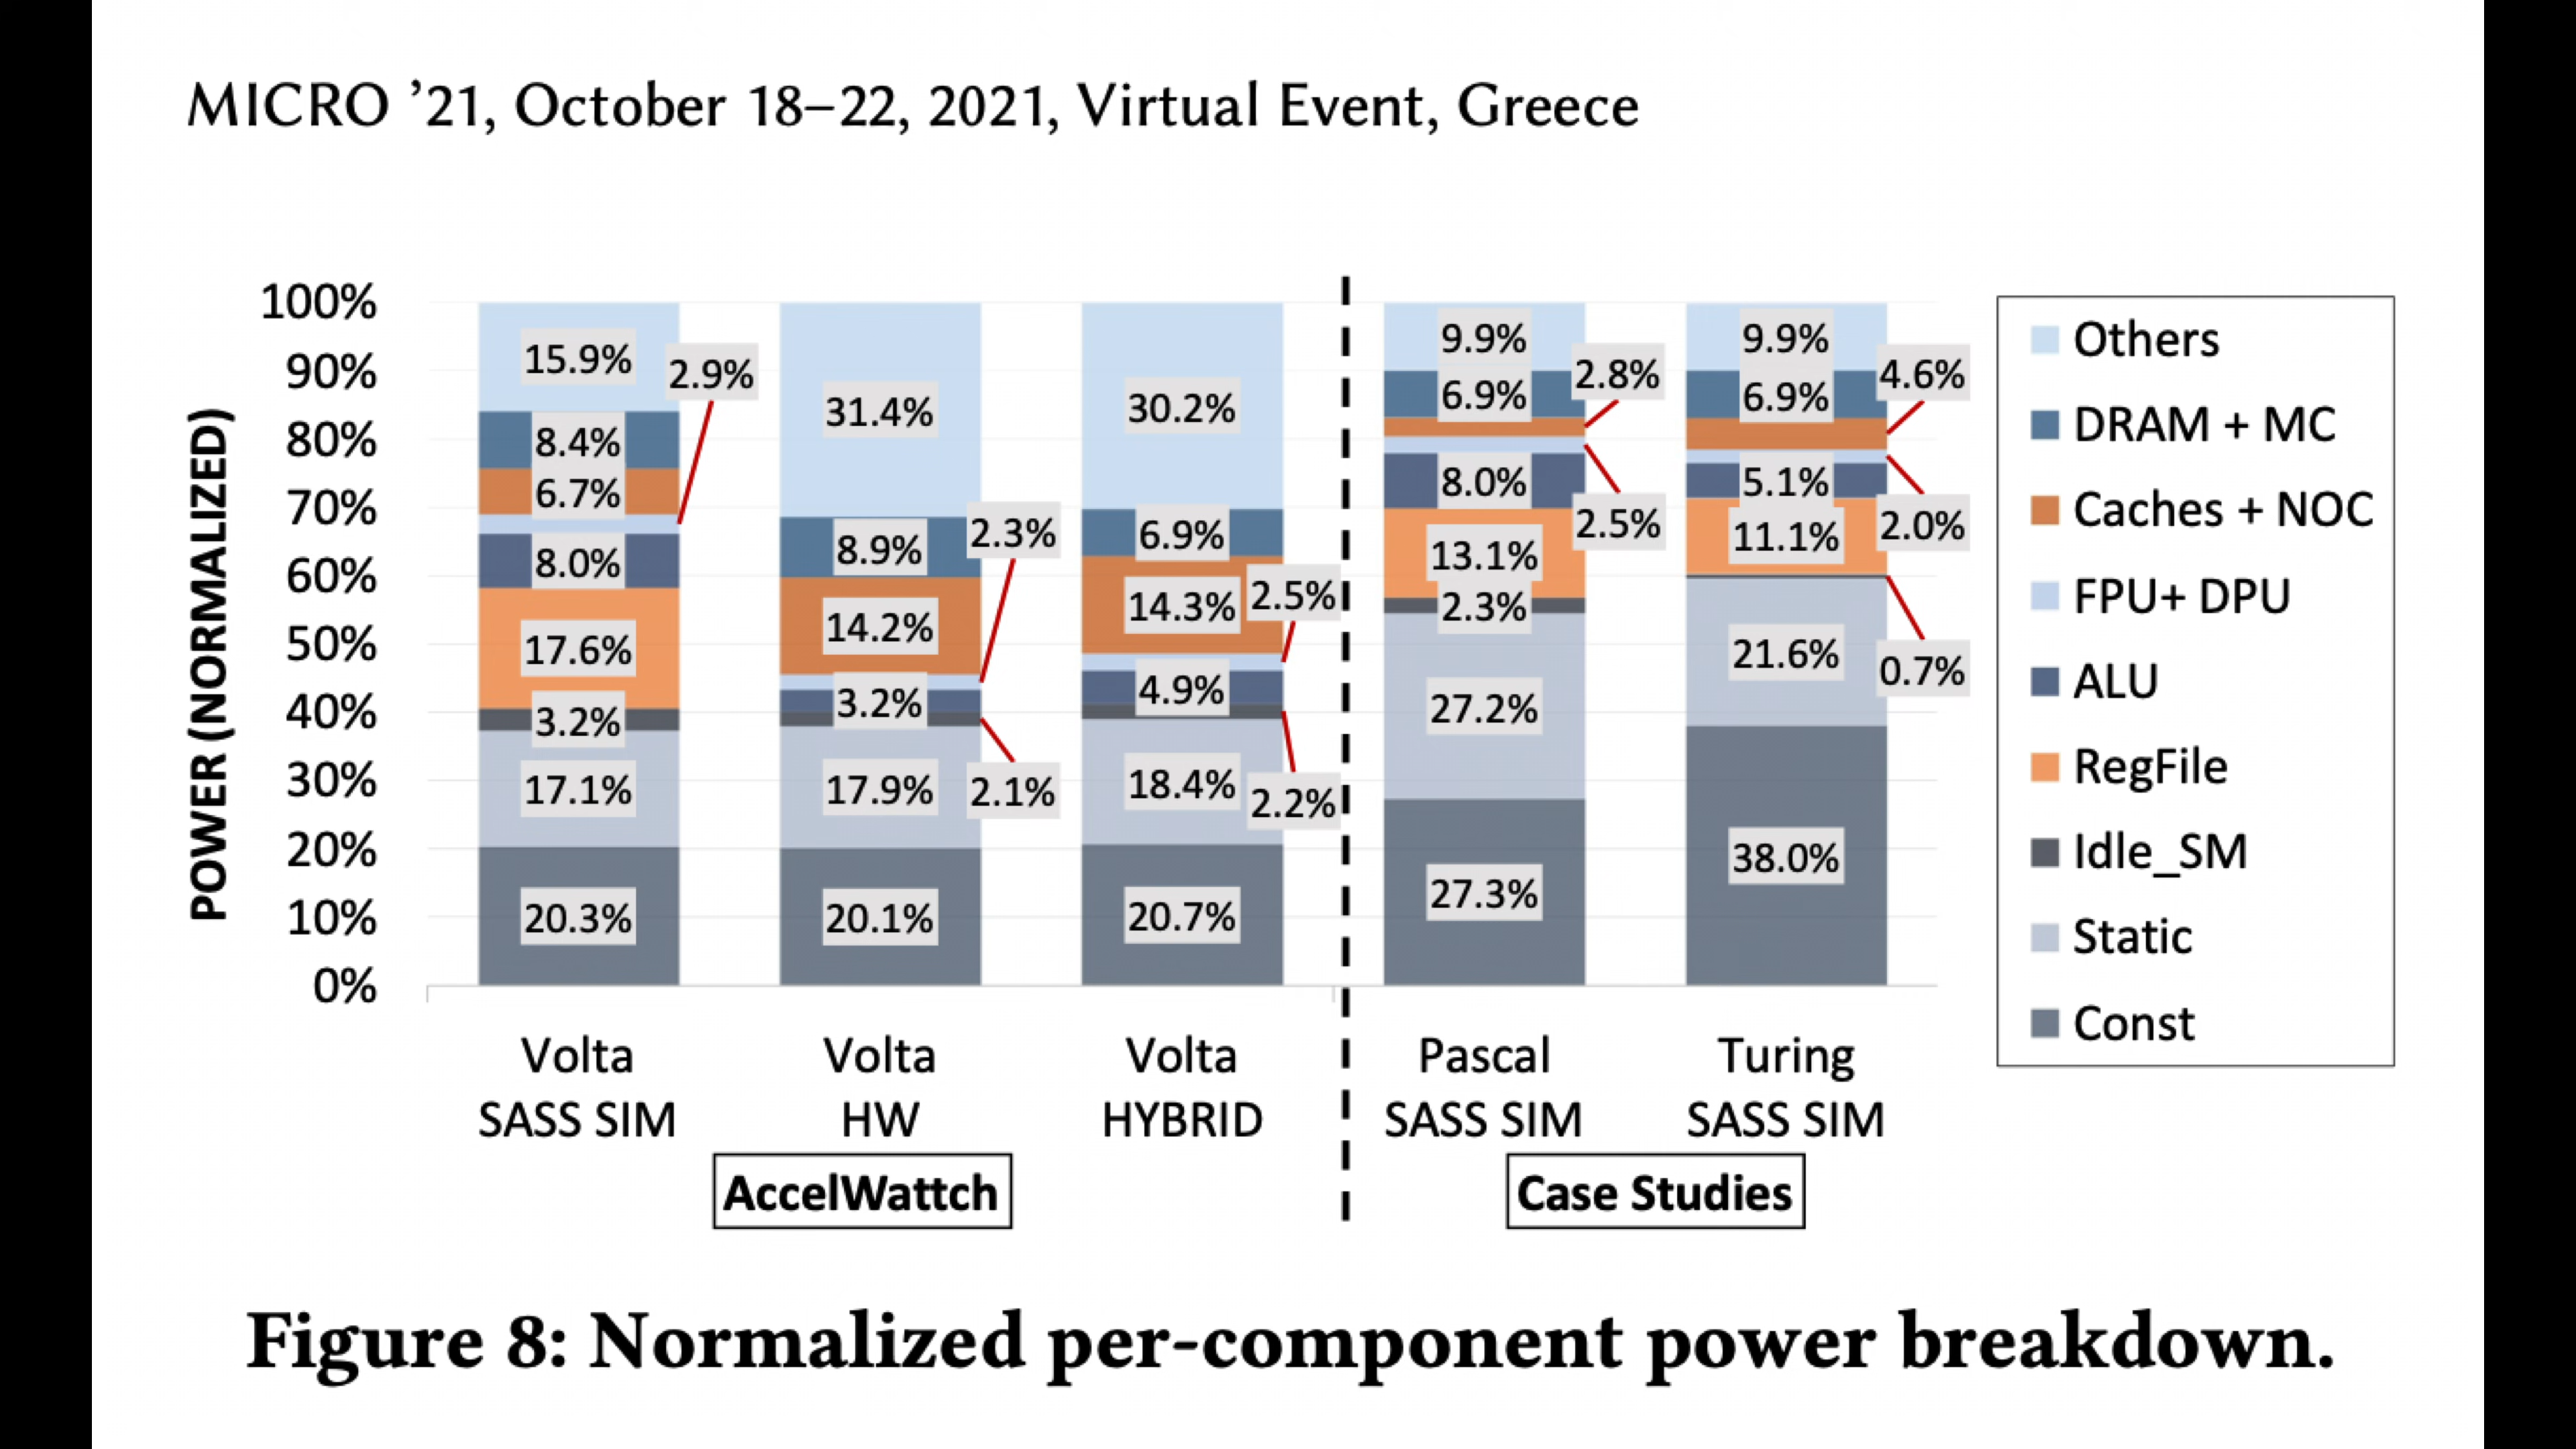 MICRO ’21, October 18–22, 2021, Virtual Event, Greece
POWER (NORMALIZED)
100%
90%
80%
70%
60%
50%
40%
30%
20%
10%
0%
15.9%
2.9%
8.4%
6.7%
8.0%
17.6%
3.2%
17.1%
20.3%
31.4%
8.9%
2.3%
14.2%
3.2%
2.1%
17.9%
20.1%
30.2%
6.9%
14.3%
2.5%
4.9%
2.2%
18.4%
20.7%
9.9%
6.9%
2.8%
2.5%
8.0%
13.1%
2.3%
27.2%
27.3%
9.9%
6.9%
4.6%
2.0%
5.1%
11.1%
0.7%
21.6%
38.0%
Others
DRAM + MC
Caches + NOC
FPU+ DPU
ALU
RegFile
Idle_SM
Static
Const
Volta
SASS SIM
Volta
HW
Volta
HYBRID
Pascal
SASS SIM
Turing
SASS SIM
AccelWattch
Case Studies
Figure 8: Normalized per-component power breakdown.